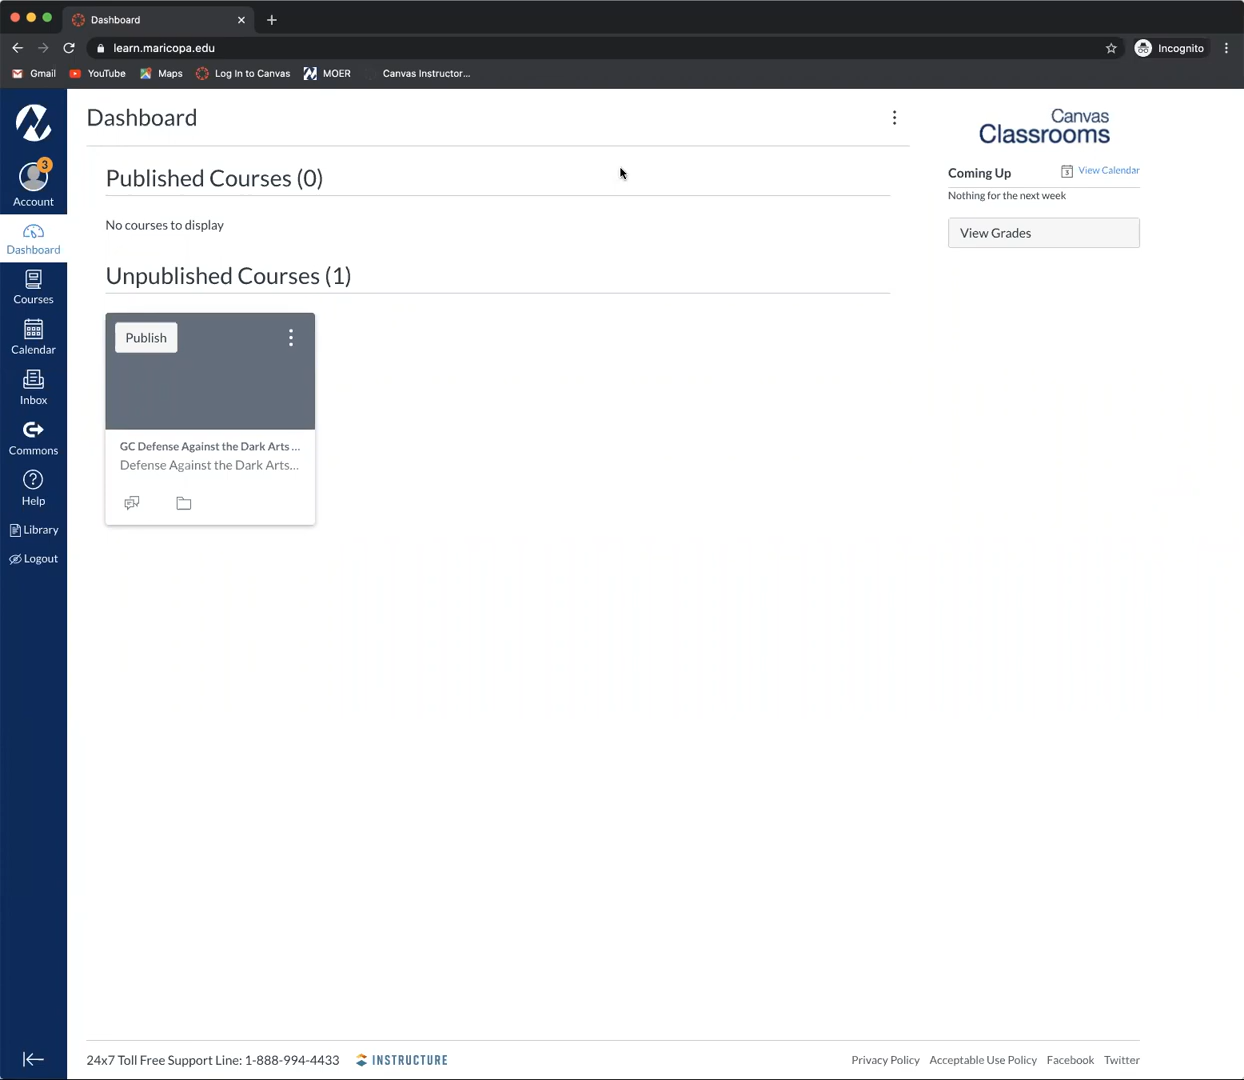 Dashboard
learn.maricopa.edu
Incognito
Gmail
YouTube
Maps
Log In to Canvas
MOER
Canvas Instructor...
3
Account
Dashboard
Courses
Calendar
Inbox
Commons
Help
Library
Logout
Dashboard
Published Courses (0)
No courses to display
Unpublished Courses (1)
Publish
GC Defense Against the Dark Arts ...
Defense Against the Dark Arts...
Canvas
Classrooms
Coming Up
3
View Calendar
Nothing for the next week
View Grades
24x7 Toll Free Support Line: 1-888-994-4433
INSTRUCTURE
Privacy Policy
Acceptable Use Policy
Facebook
Twitter